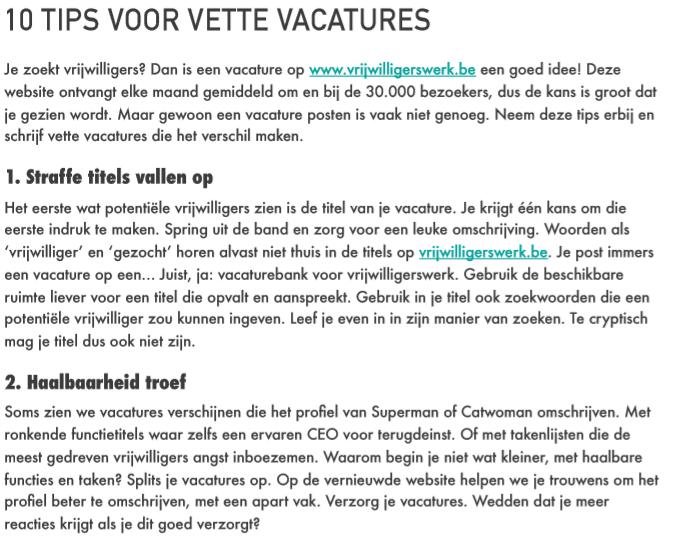 10 TIPS VOOR VETTE VACATURES
Je zoekt vrijwilligers? Dan is een vacature op www.vrijwilligerswerk.be een goed idee! Deze
website ontvangt elke maand gemiddeld om en bij de 30.000 bezoekers, dus de kans is groot dat
je gezien wordt. Maar gewoon een vacature posten is vaak niet genoeg. Neem deze tips erbij en
schrijf vette vacatures die het verschil maken.
1. Straffe titels vallen op
Het eerste wat potentiële vrijwilligers zien is de titel van je vacature. Je krijgt één kans om die
eerste indruk te maken. Spring uit de band en zorg voor een leuke omschrijving. Woorden als
‘vrijwilliger’ en ‘gezocht’ horen alvast niet thuis in de titels op vrijwilligerswerk.be. Je post immers
een vacature op een... Juist, ja: vacaturebank voor vrijwilligerswerk. Gebruik de beschikbare
ruimte liever voor een titel die opvalt en aanspreekt. Gebruik in je titel ook zoekwoorden die een
potentiële vrijwilliger zou kunnen ingeven. Leef je even in in zijn manier van zoeken. Te cryptisch
mag je titel dus ook niet zijn.
2. Haalbaarheid troef
Soms zien we vacatures verschijnen die het profiel van Superman of Catwoman omschrijven. Met
ronkende functietitels waar zelfs een ervaren CEO voor terugdeinst. Of met takenlijsten die de
meest gedreven vrijwilligers angst inboezemen. Waarom begin je niet wat kleiner, met haalbare
functies en taken? Splits je vacatures op. Op de vernieuwde website helpen we je trouwens om het
profiel beter te omschrijven, met een apart vak. Verzorg je vacatures. Wedden dat je meer
reacties krijgt als je dit goed verzorgt?